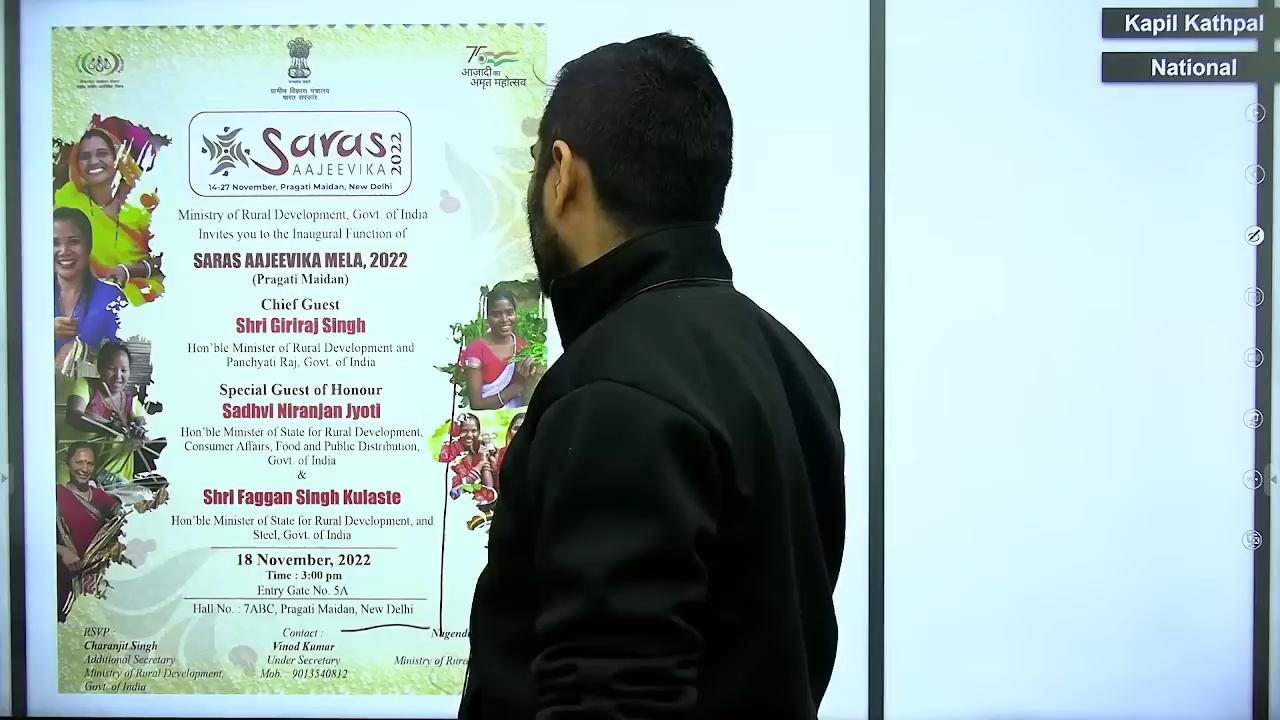 Kapil Kathpal
National
75
आज़ादी का
अमृत महोत्सव
ग्रामीण विकास मंत्रालय
भारत सरकार
Saras
AAJEEVIKA
2022
14-27 November, Pragati Maidan, New Delhi
Ministry of Rural Development, Govt. of India
Invites you to the Inaugural Function of
SARAS AAJEEVIKA MELA, 2022
(Pragati Maidan)
Chief Guest
Shri Giriraj Singh
Hon'ble Minister of Rural Development and
Panchyati Raj, Govt. of India
Special Guest of Honour
Sadhvi Niranjan Jyoti
Hon'ble Minister of State for Rural Development,
Consumer Affairs, Food and Public Distribution,
Govt. of India
&
Shri Faggan Singh Kulaste
Hon'ble Minister of State for Rural Development, and
Steel, Govt. of India
18 November, 2022
Time : 3:00 pm
Entry Gate No. 5A
Hall No. : 7ABC, Pragati Maidan, New Delhi
RSVP :
Charanjit Singh
Additional Secretary
Ministry of Rural Development,
Govt. of India
Contact :
Vinod Kumar
Under Secretary
Mob. 9013540812
Ministry of